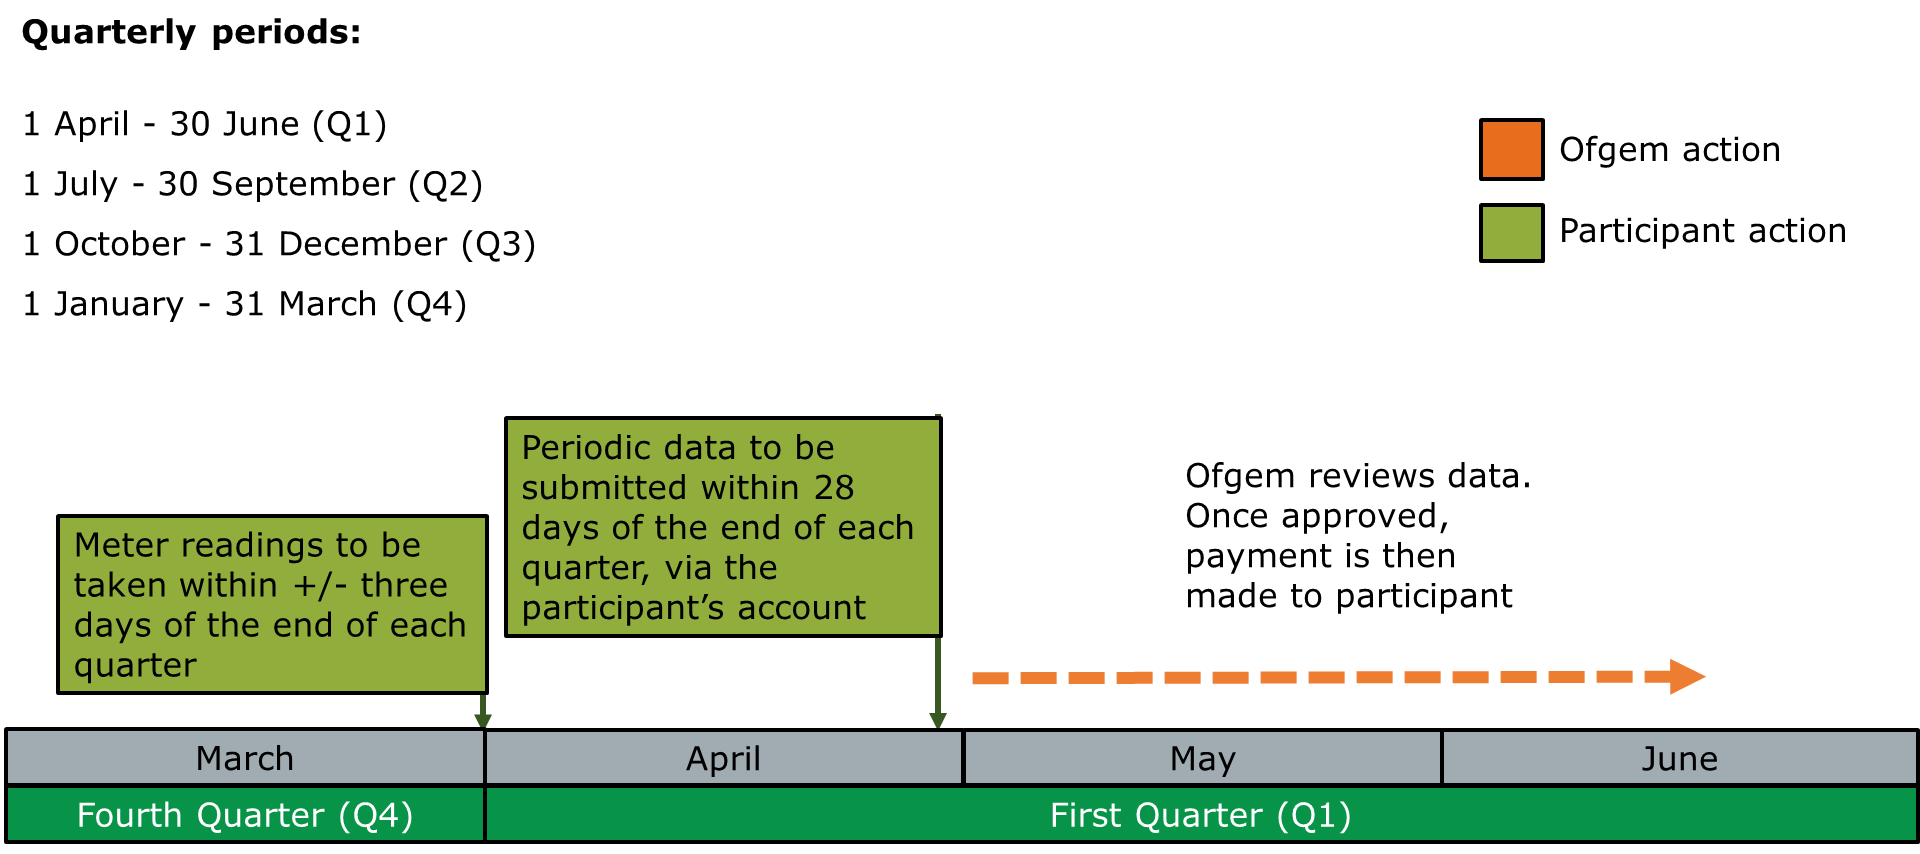 Quarterly periods:
1 April - 30 June (Q1)
1 July - 30 September (Q2)
1 October - 31 December (Q3)
1 January - 31 March (Q4)
Ofgem action
Participant action
Meter readings to be
taken within +/- three
days of the end of each
quarter
Periodic data to be
submitted within 28
days of the end of each
quarter, via the
participant’s account
Ofgem reviews data.
Once approved,
payment is then
made to participant
March
April
May
June
Fourth Quarter (Q4)
First Quarter (Q1)